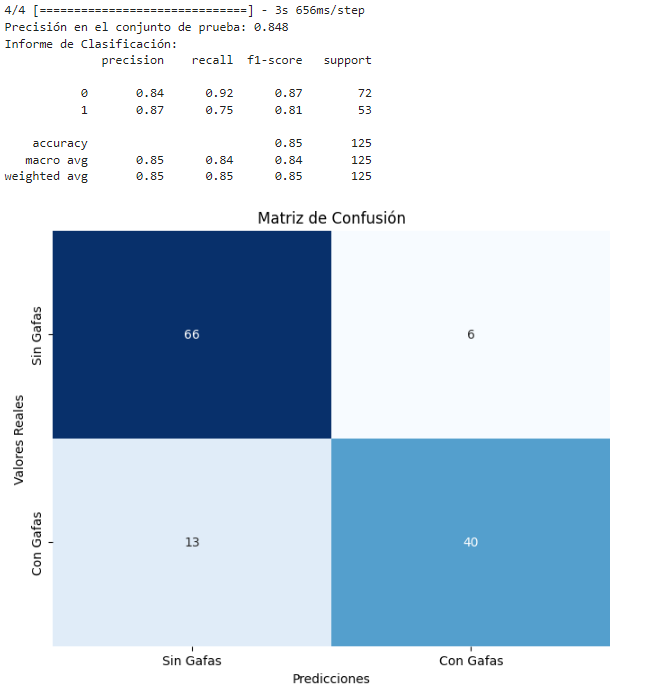 4/4 [==============================] - 3s 656ms/step
Precisión en el conjunto de prueba: 0.848
Informe de Clasificación:
precision recall f1-score support
0 0.84 0.92 0.87 72
1 0.87 0.75 0.81 53
accuracy 0.85 125
macro avg 0.85 0.84 0.84 125
weighted avg 0.85 0.85 0.85 125
Matriz de Confusión
Sin Gafas
66
6
Valores Reales
Con Gafas
13
40
Sin Gafas
Con Gafas
Predicciones